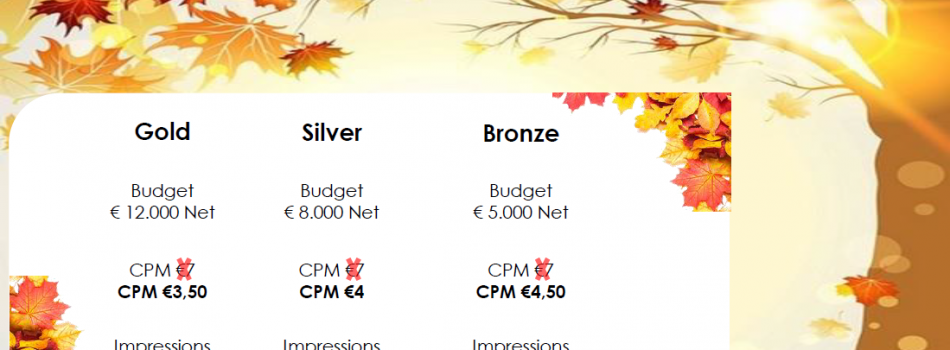 Gold Silver Bronze
Budget Budget Budget
€ 12.000 Net € 8.000 Net € 5.000 Net
CPM €7 CPM €7 CPM €7
CPM €3,50 CPM €4 CPM €4,50
Impressions Impressions Impressions